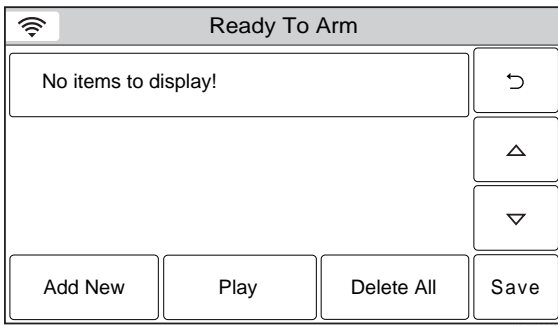 Ready To Arm
No items to display!
Add New
Play
Delete All
Save